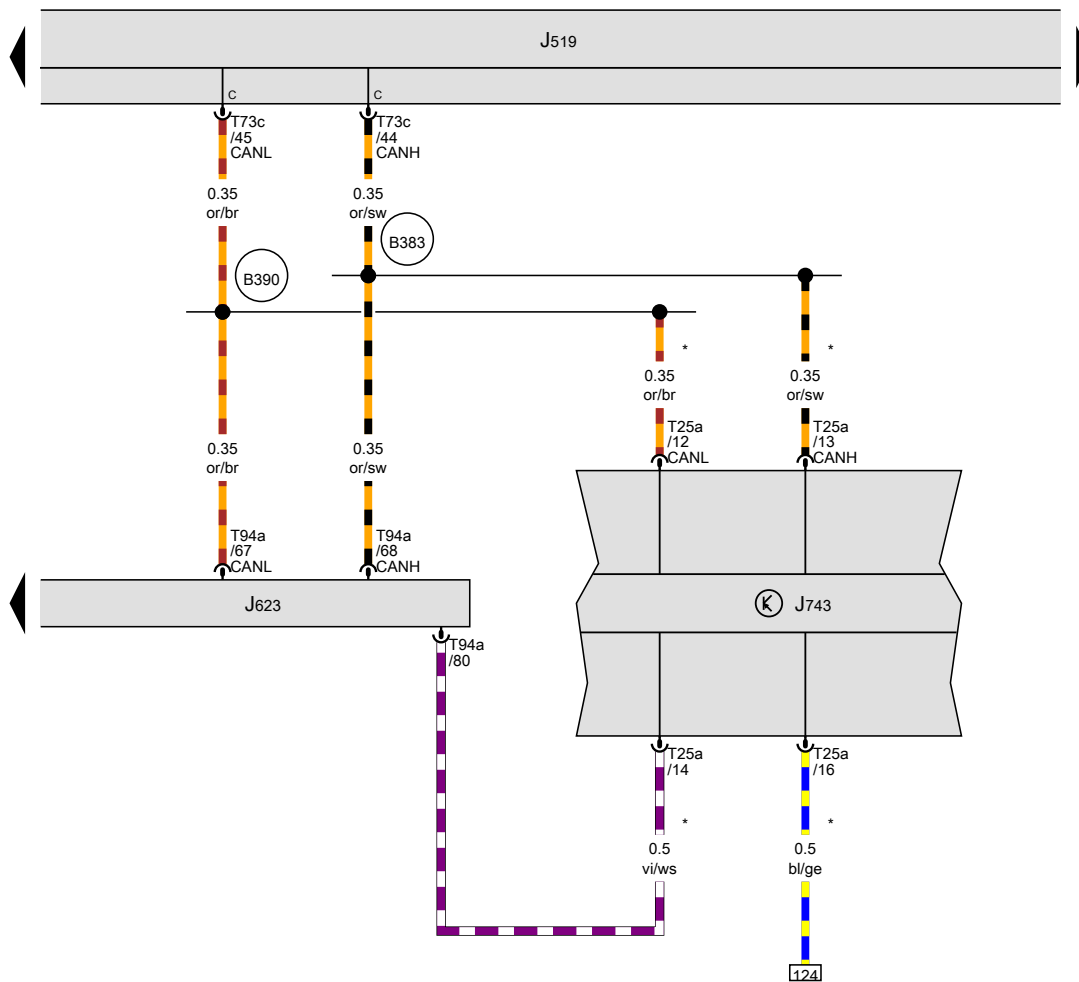 J519
C
C
T73c
/45
CANL
T73c
/44
CANH
0.35
or/br
0.35
or/sw
B383
B390
*
*
0.35
or/br
0.35
or/sw
T25a
/12
CANL
T25a
/13
CANH
0.35
or/br
0.35
or/sw
T94a
/67
CANL
T94a
/68
CANH
J623
J743
T94a
/80
T25a
/14
T25a
/16
*
*
0.5
vi/ws
0.5
bl/ge
124